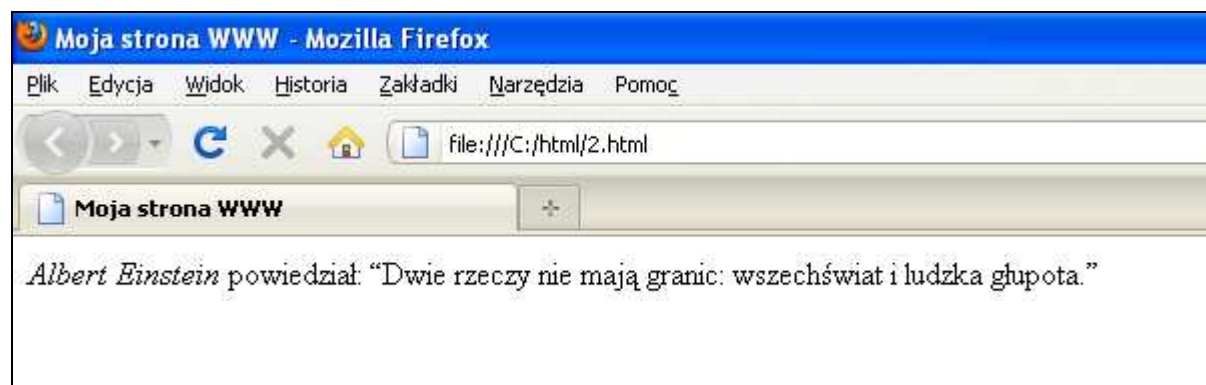 Moja strona WWW - Mozilla Firefox
Plik Edycja Widok Historia Zakładki Narzędzia Pomoc
file:///C:/html/2.html
Moja strona WWW
Albert Einstein powiedział: “Dwie rzeczy nie mają granic: wszechświat i ludzka głupota.”